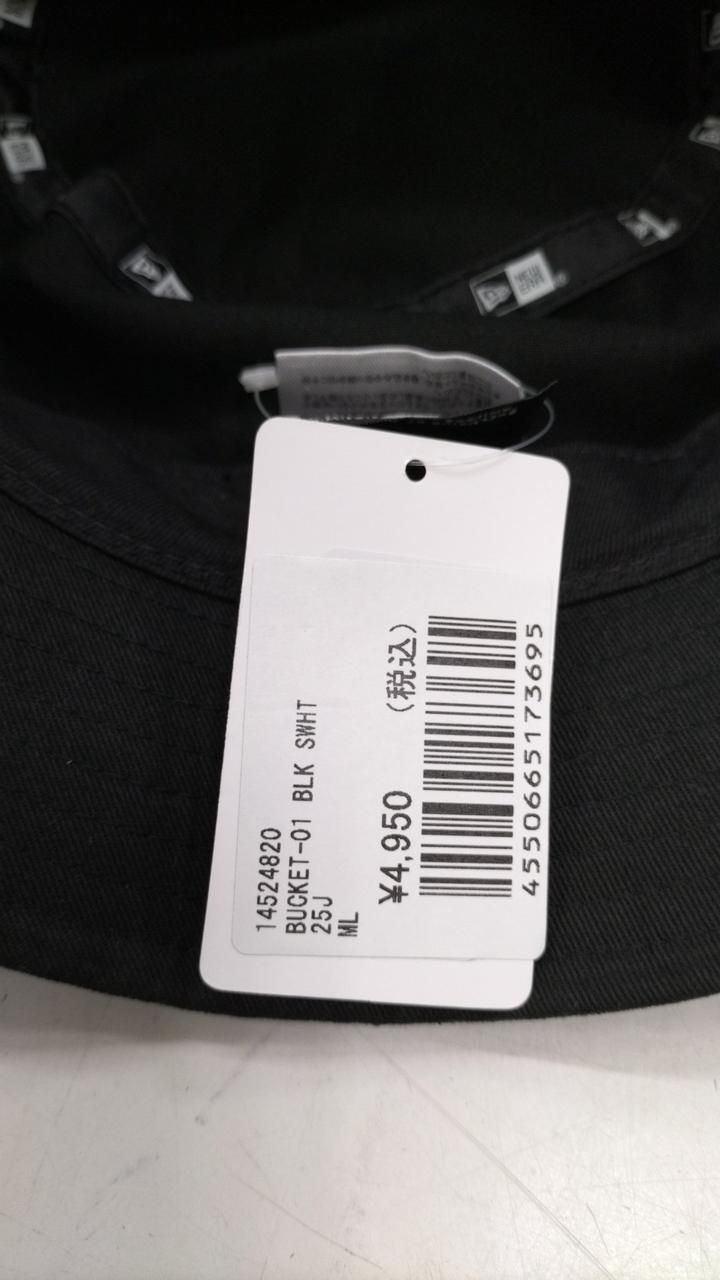 14524820
BUCKET-01 BLK SWHT
25J
ML
¥4,950 (税込)
4550665173695